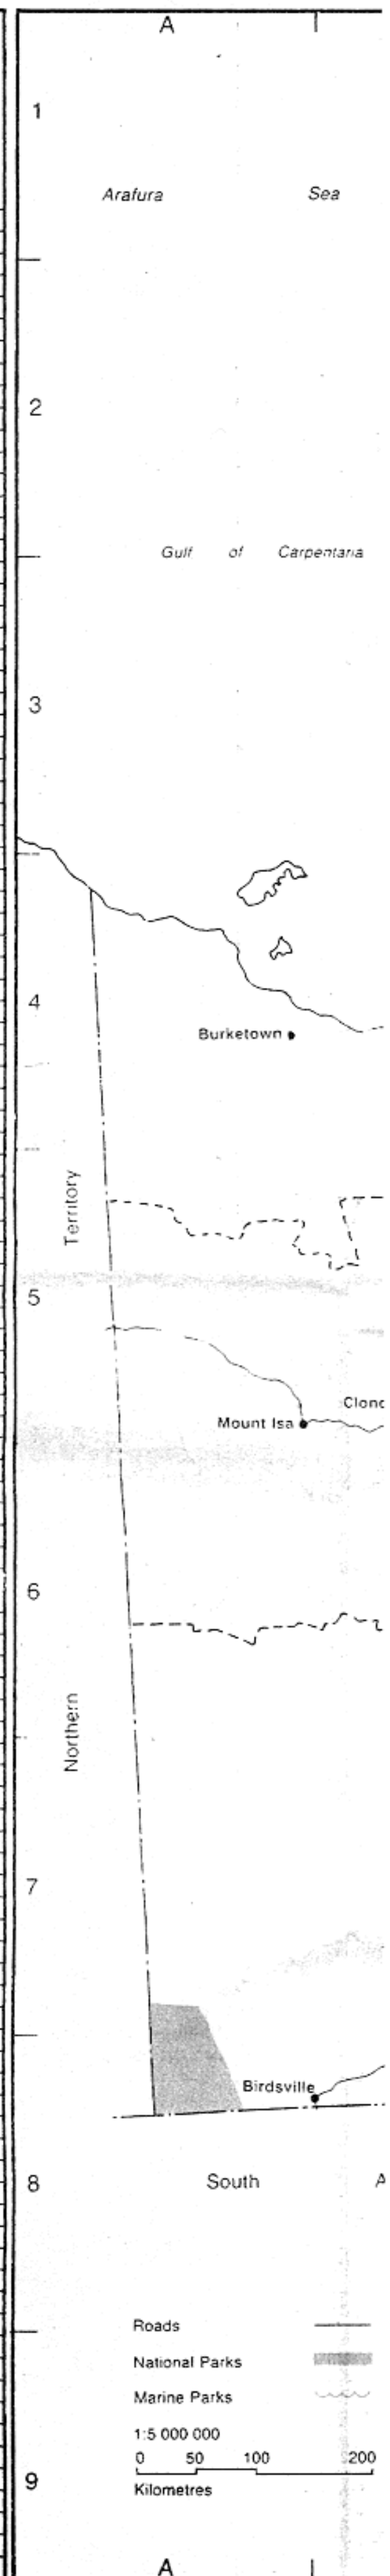 A
1
Arafura Sea
2
Gulf of Carpentaria
3
4
Burketown
Territory
5
Clonc
Mount Isa
6
Northern
7
Birdsville
8
South A
Roads
National Parks
Marine Parks
1:5 000 000
0 50 100 200
Kilometres
9
A